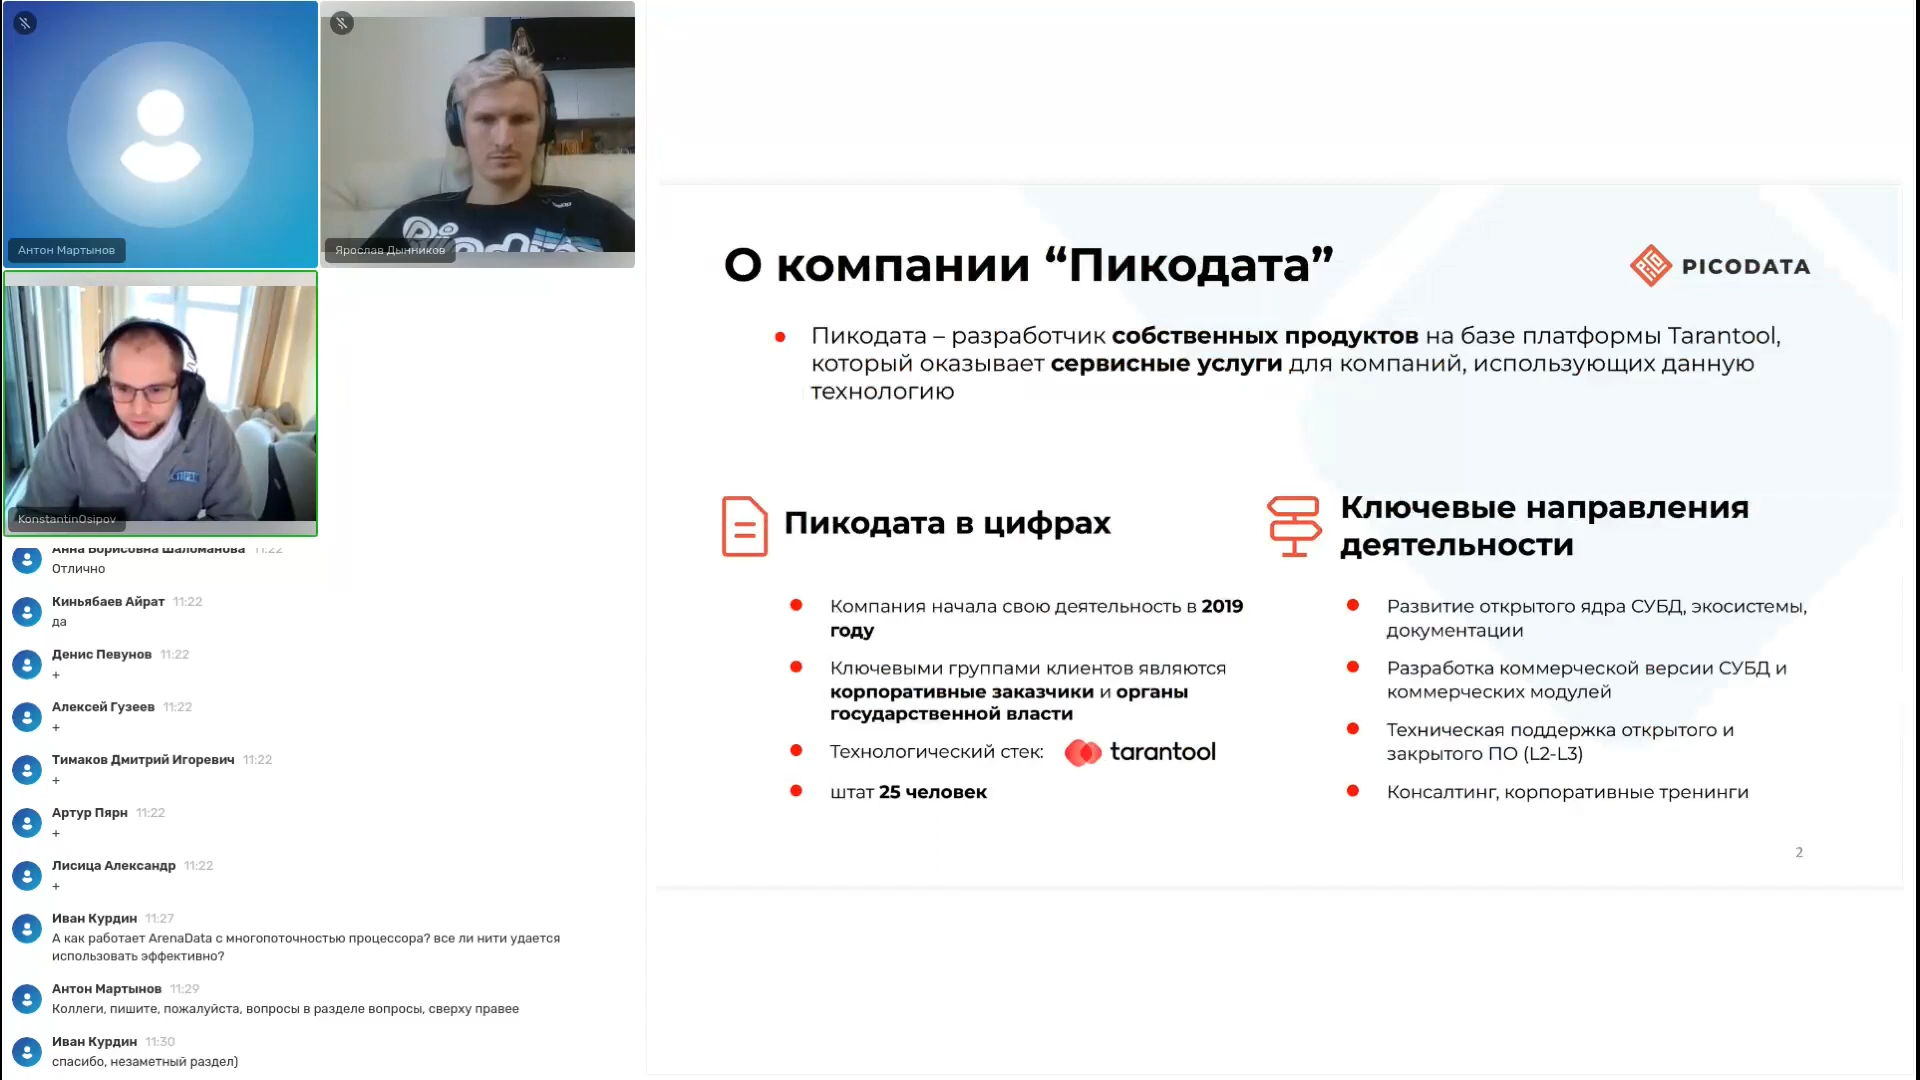 Антон Мартынов
Ярослав Дынников
KonstantinOsipov
Анна Борисовна Шаломанова 11:22
Отлично
Киньябаев Айрат 11:22
да
Денис Певунов 11:22
+
Алексей Гузеев 11:22
+
Тимаков Дмитрий Игоревич 11:22
+
Артур Пярн 11:22
+
Лисица Александр 11:22
+
Иван Курдин 11:27
А как работает ArenaData с многопоточностью процессора? все ли нити удается
использовать эффективно?
Антон Мартынов 11:29
Коллеги, пишите, пожалуйста, вопросы в разделе вопросы, сверху правее
Иван Курдин 11:30
спасибо, незаметный раздел)
О компании “Пикодата”
PICODATA
Пикодата – разработчик собственных продуктов на базе платформы Tarantool,
который оказывает сервисные услуги для компаний, использующих данную
технологию
Пикодата в цифрах
Компания начала свою деятельность в 2019
году
Ключевыми группами клиентов являются
корпоративные заказчики и органы
государственной власти
Технологический стек: tarantool
штат 25 человек
Ключевые направления
деятельности
Развитие открытого ядра СУБД, экосистемы,
документации
Разработка коммерческой версии СУБД и
коммерческих модулей
Техническая поддержка открытого и
закрытого ПО (L2-L3)
Консалтинг, корпоративные тренинги
2